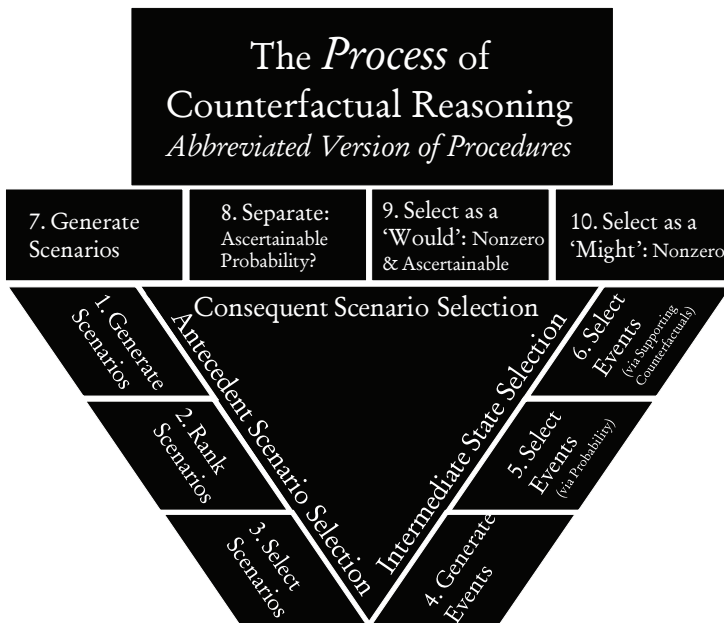 The Process of
Counterfactual Reasoning
Abbreviated Version of Procedures
7. Generate
Scenarios
8. Separate:
Ascertainable
Probability?
9. Select as a
‘Would’: Nonzero
& Ascertainable
10. Select as a
‘Might’: Nonzero
Consequent Scenario Selection
Antecedent Scenario Selection
Intermediate State Selection
1. Generate
Scenarios
2. Rank
Scenarios
3. Select
Scenarios
4. Generate
Events
5. Select
Events
(via Probability)
6. Select
Events
(via Supporting
Counterfactuals)